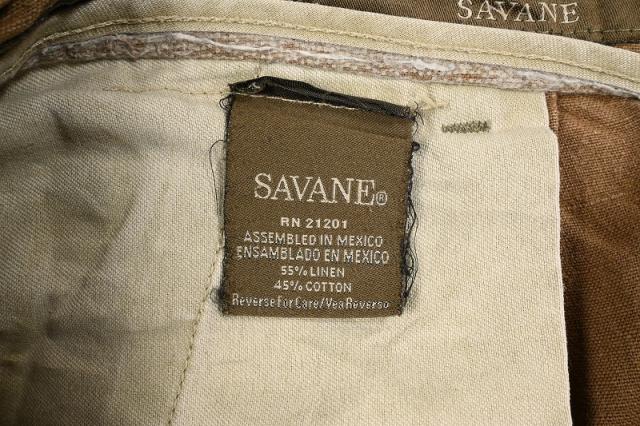 SAVANE
SAVANE®
RN 21201
ASSEMBLED IN MEXICO
ENSAMBLADO EN MEXICO
55% LINEN
45% COTTON
Reverse For Care/Vea Reverso